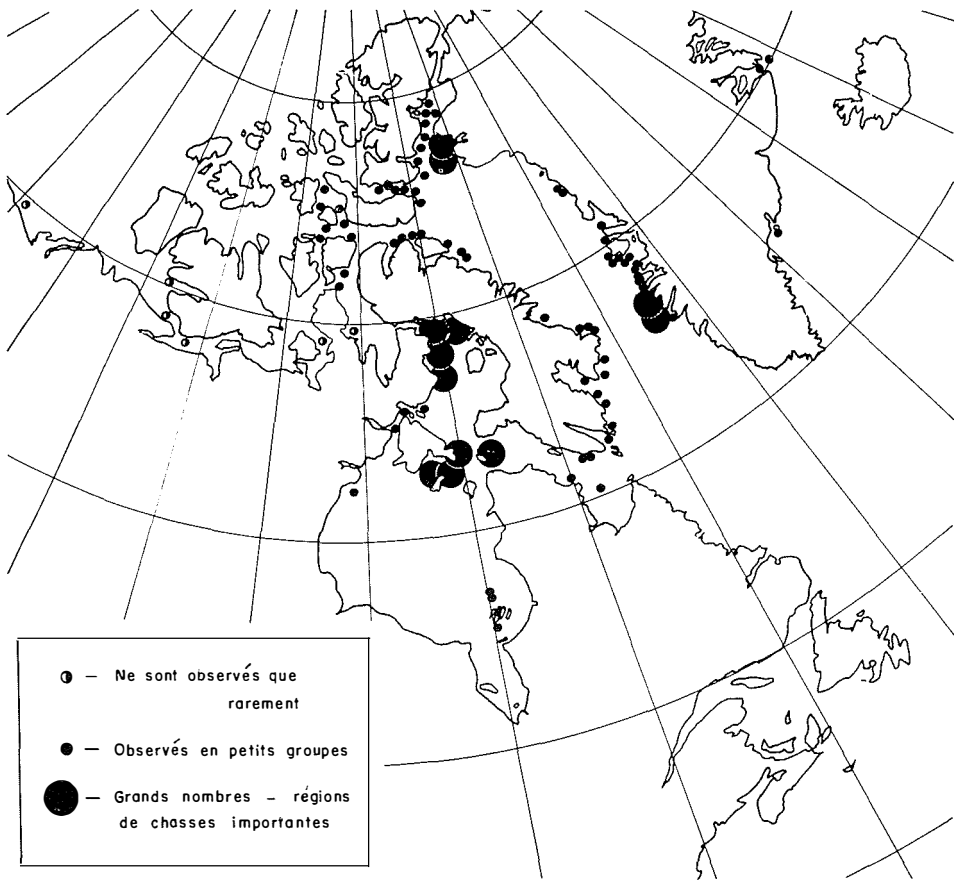 – Ne sont observés que
rarement
– Observés en petits groupes
– Grands nombres – régions
de chasses importantes